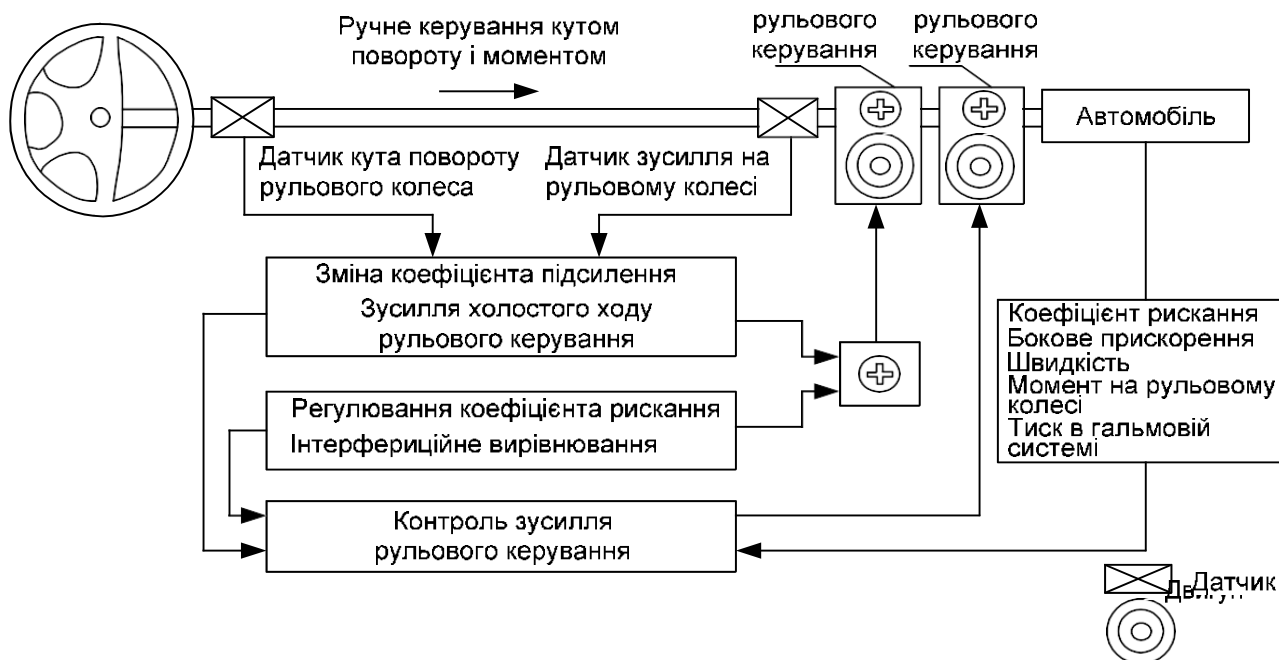 Ручне керування кутом
повороту і моментом
рульового
керування
рульового
керування
Автомобіль
Датчик кута повороту
рульового колеса
Датчик зусилля на
рульовому колесі
Зміна коефіцієнта підсилення
Зусилля холостого ходу
рульового керування
Коефіцієнт рискання
Бокове прискорення
Швидкість
Момент на рульовому
колесі
Тиск в гальмовій
системі
Регулювання коефіцієнта рискання
Інтерфериційне вирівнювання
Контроль зусилля
рульового керування
Датчик